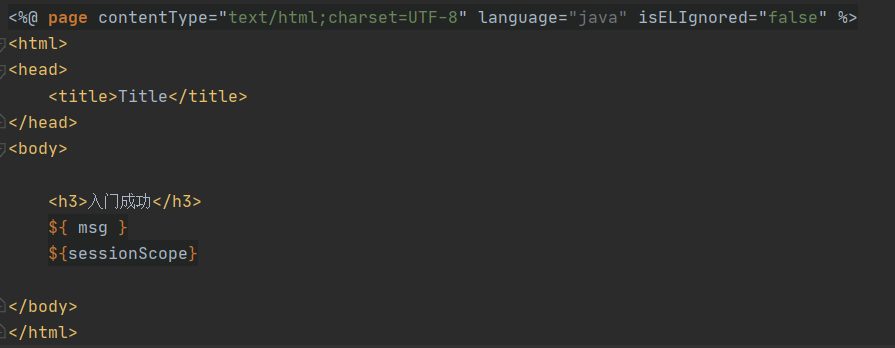 <%@ page contentType="text/html;charset=UTF-8" language="java" isELIgnored="false" %>
<html>
<head>
    <title>Title</title>
</head>
<body>

    <h3>入门成功</h3>
    ${ msg }
    ${sessionScope}

</body>
</html>